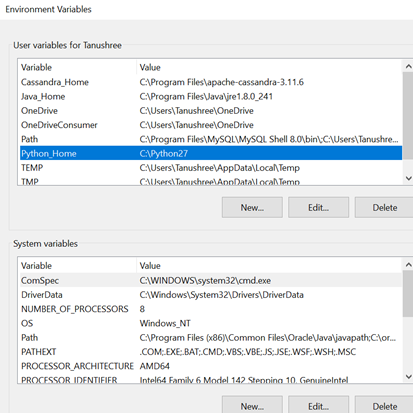 Environment Variables
User variables for Tanushree
Variable Value
Cassandra_Home C:\Program Files\apache-cassandra-3.11.6
Java_Home C:\Program Files\Java\jre1.8.0_241
OneDrive C:\Users\Tanushree\OneDrive
OneDriveConsumer C:\Users\Tanushree\OneDrive
Path C:\Program Files\MySQL\MySQL Shell 8.0\bin\;C:\Users\Tanushre...
Python_Home C:\Python27
TEMP C:\Users\Tanushree\AppData\Local\Temp
TMP C:\Users\Tanushree\AppData\Local\Temp
New... Edit... Delete
System variables
Variable Value
ComSpec C:\WINDOWS\system32\cmd.exe
DriverData C:\Windows\System32\Drivers\DriverData
NUMBER_OF_PROCESSORS 8
OS Windows_NT
Path C:\Program Files (x86)\Common Files\Oracle\Java\javapath;C:\or...
PATHEXT .COM;.EXE;.BAT;.CMD;.VBS;.VBE;.JS;.JSE;.WSF;.WSH;.MSC
PROCESSOR_ARCHITECTURE AMD64
PROCESSOR_IDENTIFIER Intel64 Family 6 Model 142 Stepping 10, GenuineIntel
New... Edit... Delete